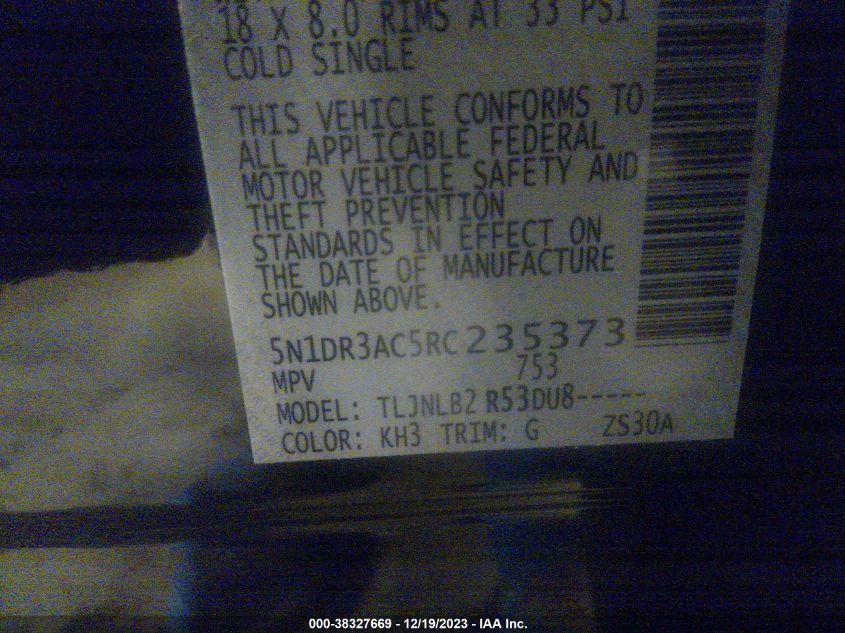 18 X 8.0 RIMS AT 33 PSI
COLD SINGLE
THIS VEHICLE CONFORMS TO
ALL APPLICABLE FEDERAL
MOTOR VEHICLE SAFETY AND
THEFT PREVENTION
STANDARDS IN EFFECT ON
THE DATE OF MANUFACTURE
SHOWN ABOVE.
5N1DR3AC5RC235373
MPV 753
MODEL: TLJNLB2 R53DU8-----
COLOR: KH3 TRIM: G ZS30A
000-38327669 - 12/19/2023 - IAA Inc.